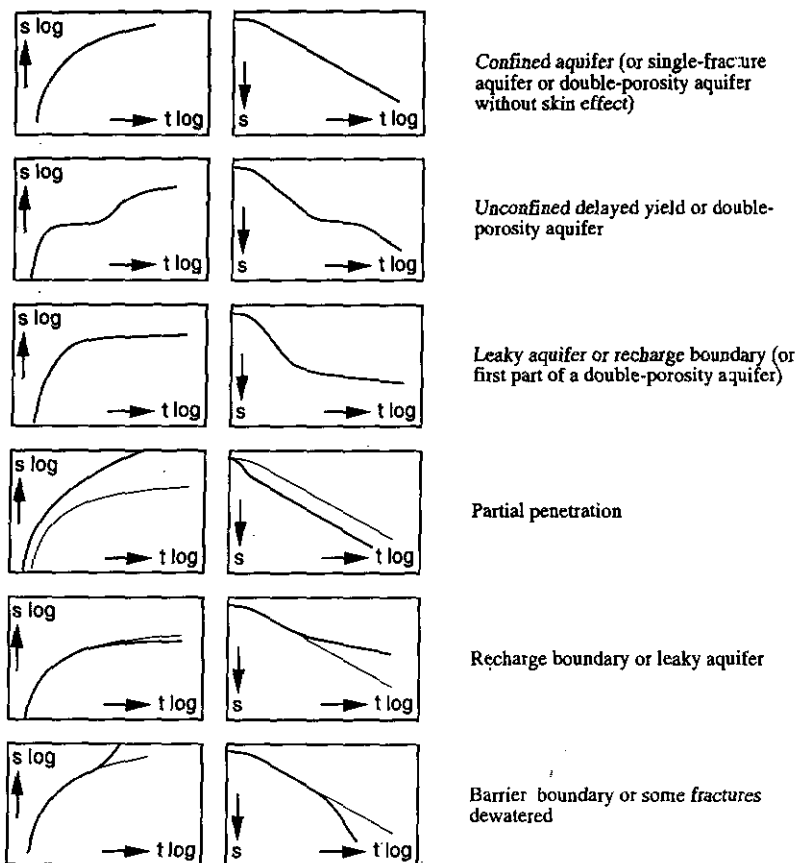 s log
t log
s
t log
Confined aquifer (or single-fracture
aquifer or double-porosity aquifer
without skin effect)
s log
t log
s
t log
Unconfined delayed yield or double-
porosity aquifer
s log
t log
s
t log
Leaky aquifer or recharge boundary (or
first part of a double-porosity aquifer)
s log
t log
s
t log
Partial penetration
s log
t log
s
t log
Recharge boundary or leaky aquifer
s log
t log
s
t log
Barrier boundary or some fractures
dewatered